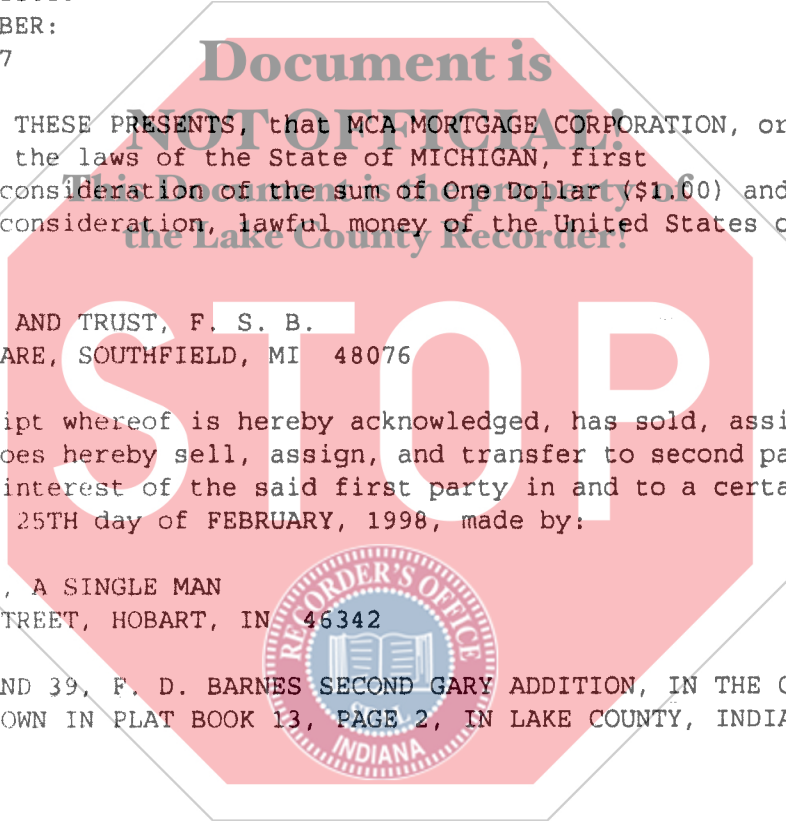 BER:
7
Document is
NOT OFFICIAL!
This Document is the property of
the Lake County Recorder!
STOP
THESE PRESENTS, that MCA MORTGAGE CORPORATION, or
the laws of the State of MICHIGAN, first
consideration of the sum of One Dollar ($1.00) and
consideration, lawful money of the United States o
AND TRUST, F. S. B.
ARE, SOUTHFIELD, MI 48076
ipt whereof is hereby acknowledged, has sold, assi
oes hereby sell, assign, and transfer to second pa
interest of the said first party in and to a certa
25TH day of FEBRUARY, 1998, made by:
, A SINGLE MAN
TREET, HOBART, IN 46342
RECORDER'S OFFICE
INDIANA
ND 39, F. D. BARNES SECOND GARY ADDITION, IN THE C
OWN IN PLAT BOOK 13, PAGE 2, IN LAKE COUNTY, INDIA